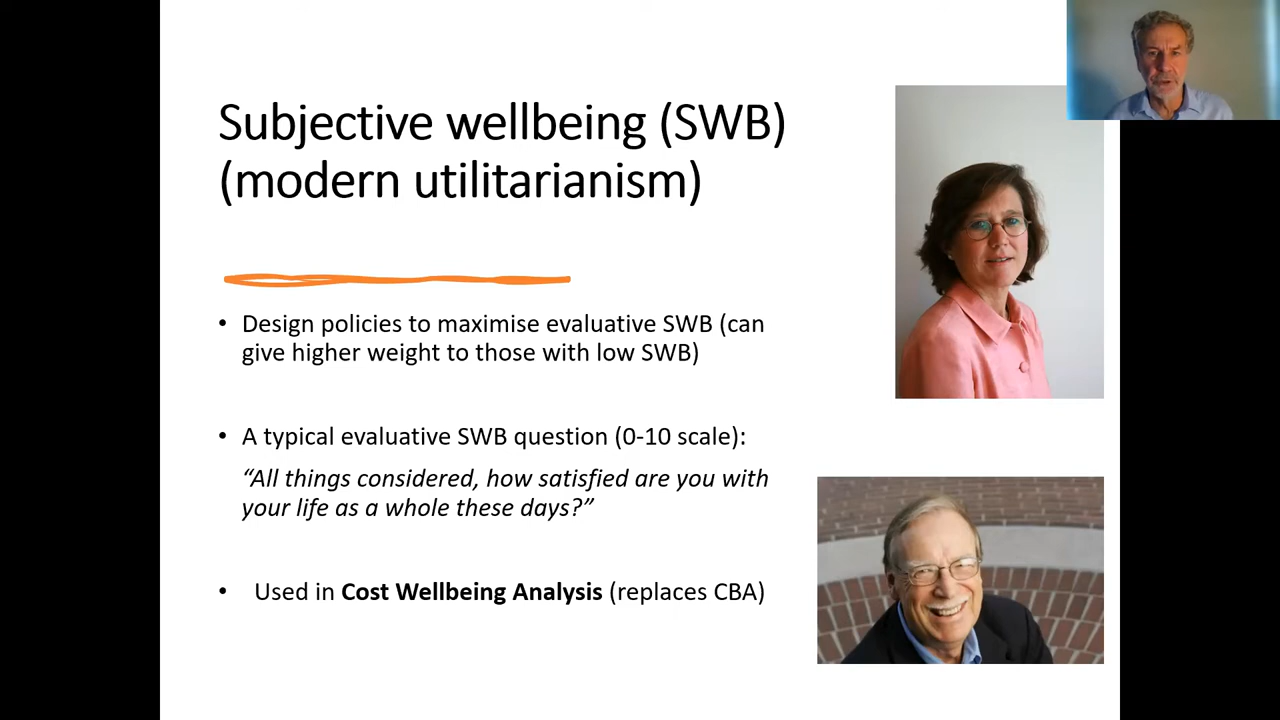 Subjective wellbeing (SWB)
(modern utilitarianism)
• Design policies to maximise evaluative SWB (can
give higher weight to those with low SWB)
• A typical evaluative SWB question (0-10 scale):
“All things considered, how satisfied are you with
your life as a whole these days?”
• Used in Cost Wellbeing Analysis (replaces CBA)